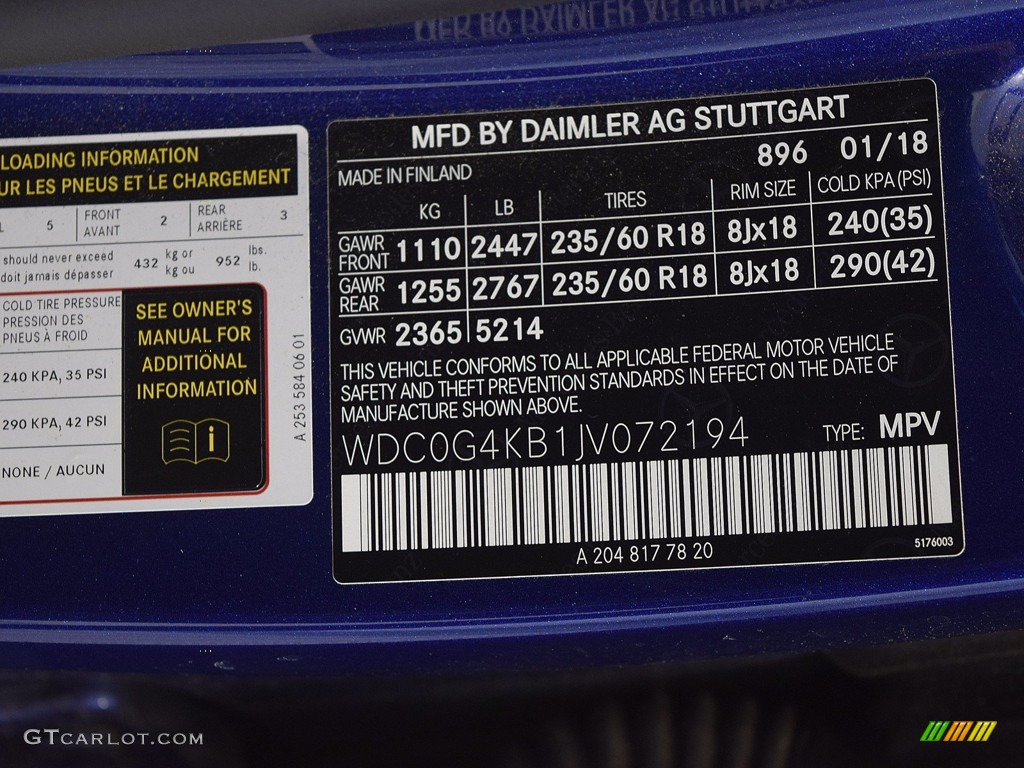 MFD BY DAIMLER AG STUTTGART
LOADING INFORMATION
UR LES PNEUS ET LE CHARGEMENT
5 FRONT AVANT 2 REAR ARRIÈRE 3
should never exceed
doit jamais dépasser
432 kg or kg ou 952 lbs. lb.
COLD TIRE PRESSURE
PRESSION DES
PNEUS À FROID
240 KPA, 35 PSI
290 KPA, 42 PSI
NONE / AUCUN
SEE OWNER'S
MANUAL FOR
ADDITIONAL
INFORMATION
A 253 584 06 01
MFD BY DAIMLER AG STUTTGART
MADE IN FINLAND 896 01/18
KG LB TIRES RIM SIZE COLD KPA (PSI)
GAWR FRONT 1110 2447 235/60 R18 8Jx18 240(35)
GAWR REAR 1255 2767 235/60 R18 8Jx18 290(42)
GVWR 2365 5214
THIS VEHICLE CONFORMS TO ALL APPLICABLE FEDERAL MOTOR VEHICLE
SAFETY AND THEFT PREVENTION STANDARDS IN EFFECT ON THE DATE OF
MANUFACTURE SHOWN ABOVE.
WDC0G4KB1JV072194 TYPE: MPV
A 204 817 78 20
5176003
GTCARLOT.COM